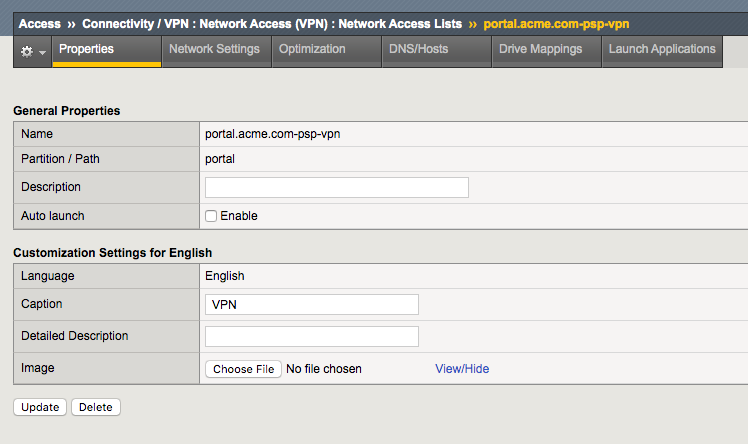 Access ›› Connectivity / VPN : Network Access (VPN) : Network Access Lists ›› portal.acme.com-psp-vpn
Properties Network Settings Optimization DNS/Hosts Drive Mappings Launch Applications
General Properties
Name portal.acme.com-psp-vpn
Partition / Path portal
Description
Auto launch Enable
Customization Settings for English
Language English
Caption VPN
Detailed Description
Image Choose File No file chosen View/Hide
Update Delete